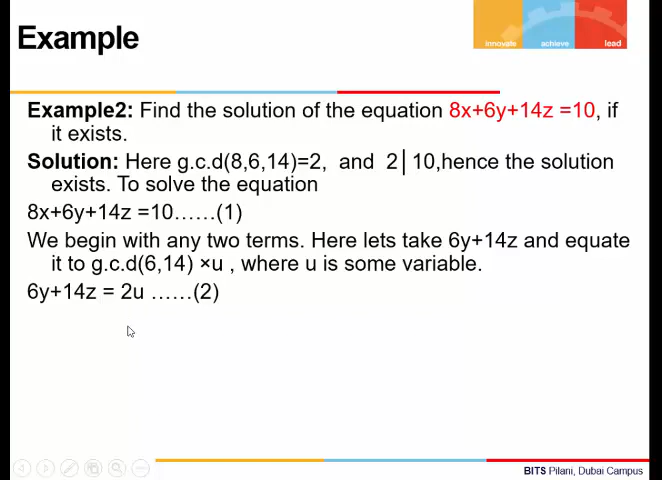 Example
innovate achieve lead
Example2: Find the solution of the equation 8x+6y+14z =10, if
it exists.
Solution: Here g.c.d(8,6,14)=2, and 2│10,hence the solution
exists. To solve the equation
8x+6y+14z =10……(1)
We begin with any two terms. Here lets take 6y+14z and equate
it to g.c.d(6,14) ×u , where u is some variable.
6y+14z = 2u ……(2)
BITS Pilani, Dubai Campus